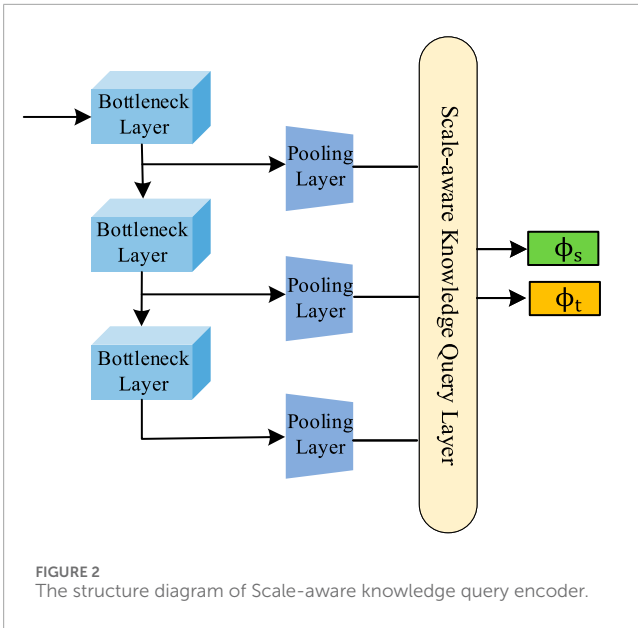 Bottleneck
Layer
Pooling
Layer
Bottleneck
Layer
Pooling
Layer
Bottleneck
Layer
Pooling
Layer
Scale-aware Knowledge Query Layer
ϕs
ϕt
FIGURE 2
The structure diagram of Scale-aware knowledge query encoder.